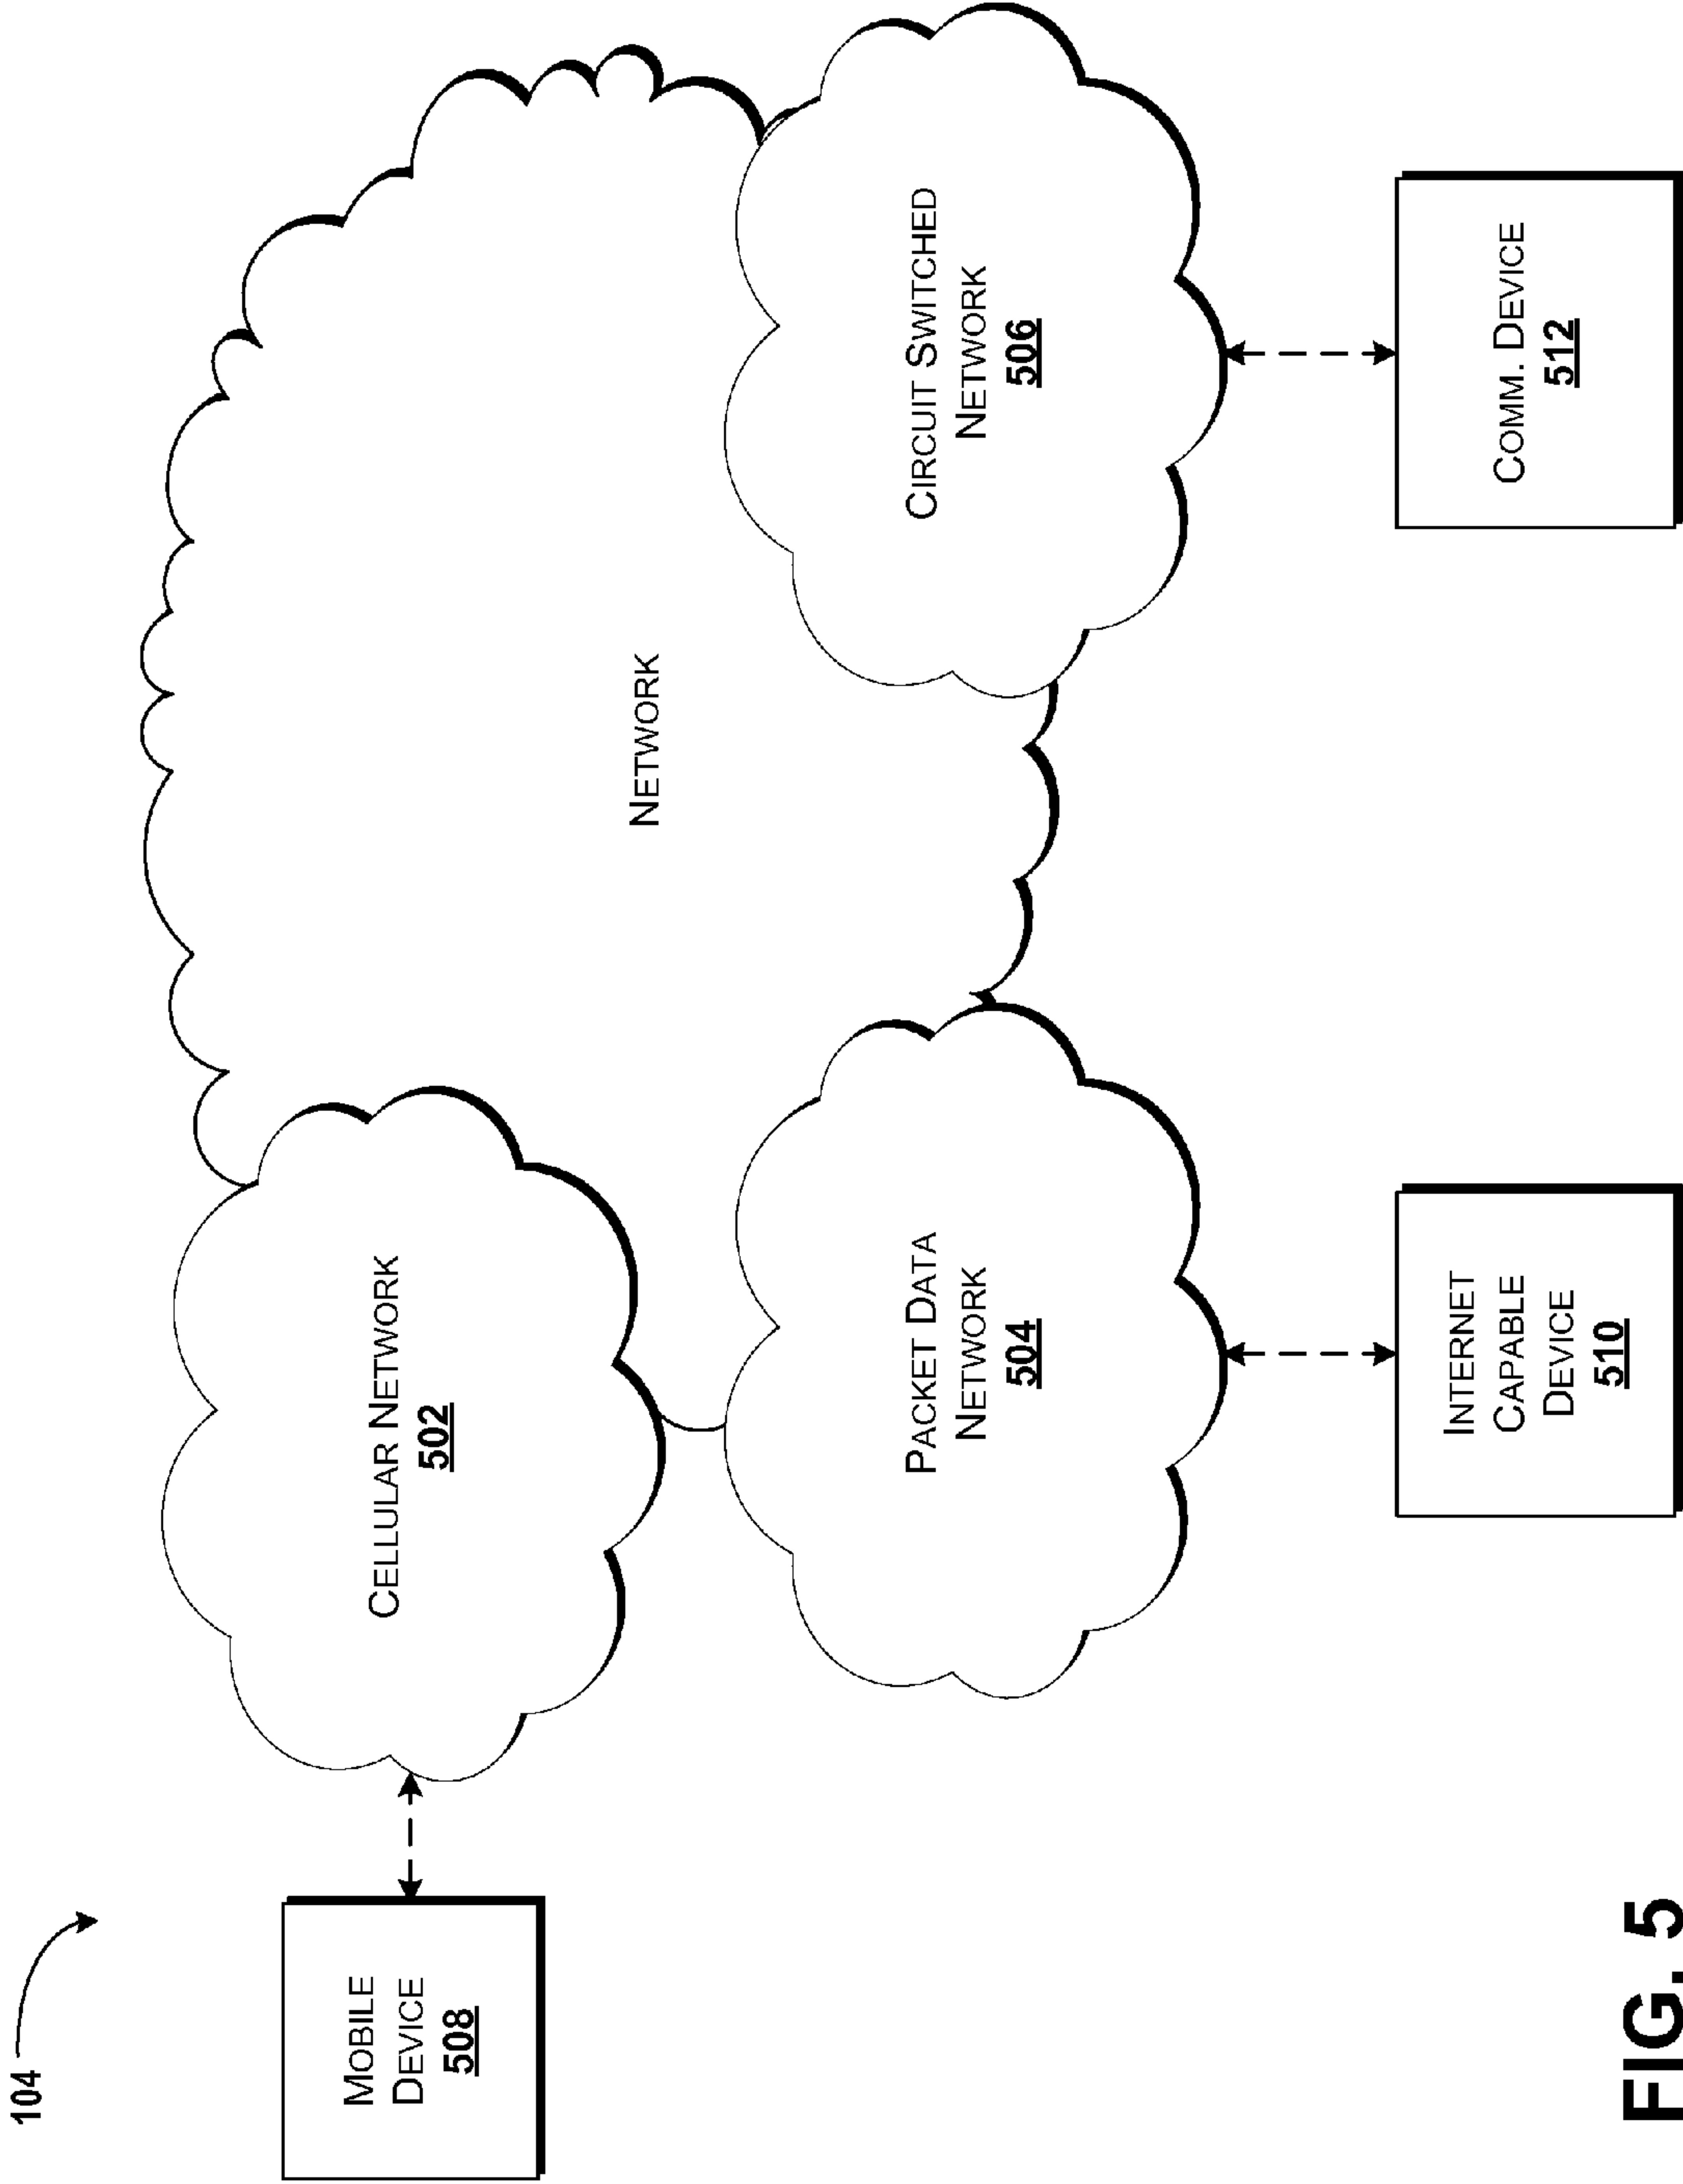 104
MOBILE
DEVICE
508
CELLULAR NETWORK
502
NETWORK
PACKET DATA
NETWORK
504
CIRCUIT SWITCHED
NETWORK
506
INTERNET
CAPABLE
DEVICE
510
COMM. DEVICE
512
FIG. 5